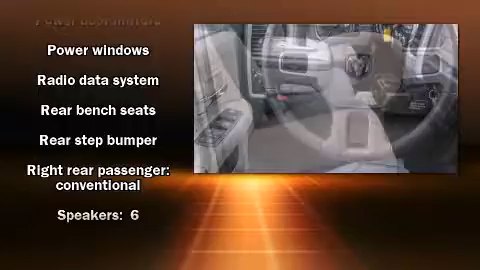 Power windows
Radio data system
Rear bench seats
Rear step bumper
Right rear passenger:
conventional
Speakers: 6